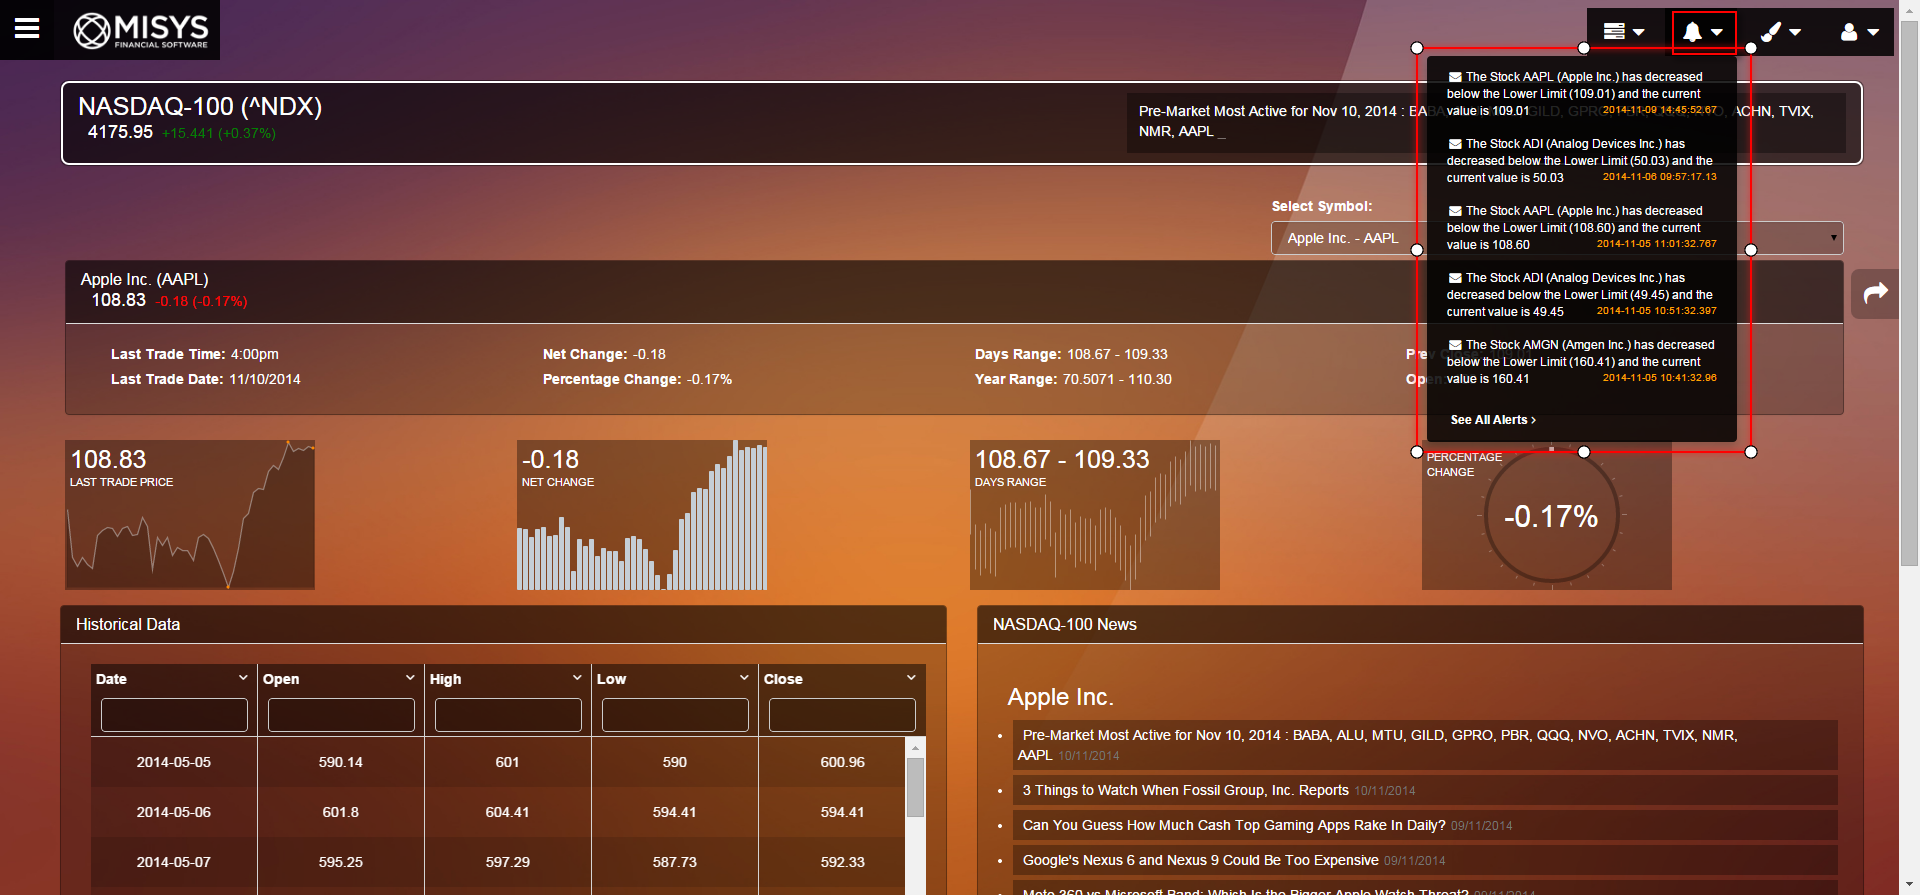 MISYS
FINANCIAL SOFTWARE
NASDAQ-100 (^NDX)
4175.95 +15.441 (+0.37%)
Pre-Market Most Active for Nov 10, 2014 : BABA, ACHN, TVIX,
NMR, AAPL _
The Stock AAPL (Apple Inc.) has decreased
below the Lower Limit (109.01) and the current
value is 109.01 2014-11-09 14:45:52.67
The Stock ADI (Analog Devices Inc.) has
decreased below the Lower Limit (50.03) and the
current value is 50.03 2014-11-06 09:57:17.13
The Stock AAPL (Apple Inc.) has decreased
below the Lower Limit (108.60) and the current
value is 108.60 2014-11-05 11:01:32.767
The Stock ADI (Analog Devices Inc.) has
decreased below the Lower Limit (49.45) and the
current value is 49.45 2014-11-05 10:51:32.397
The Stock AMGN (Amgen Inc.) has decreased
below the Lower Limit (160.41) and the current
value is 160.41 2014-11-05 10:41:32.96
See All Alerts ›
Select Symbol:
Apple Inc. - AAPL
Apple Inc. (AAPL)
108.83 -0.18 (-0.17%)
Last Trade Time: 4:00pm
Net Change: -0.18
Days Range: 108.67 - 109.33
Last Trade Date: 11/10/2014
Percentage Change: -0.17%
Year Range: 70.5071 - 110.30
108.83
LAST TRADE PRICE
-0.18
NET CHANGE
108.67 - 109.33
DAYS RANGE
PERCENTAGE
CHANGE
-0.17%
Historical Data
Date Open High Low Close
2014-05-05 590.14 601 590 600.96
2014-05-06 601.8 604.41 594.41 594.41
2014-05-07 595.25 597.29 587.73 592.33
NASDAQ-100 News
Apple Inc.
Pre-Market Most Active for Nov 10, 2014 : BABA, ALU, MTU, GILD, GPRO, PBR, QQQ, NVO, ACHN, TVIX, NMR,
AAPL 10/11/2014
3 Things to Watch When Fossil Group, Inc. Reports 10/11/2014
Can You Guess How Much Cash Top Gaming Apps Rake In Daily? 09/11/2014
Google's Nexus 6 and Nexus 9 Could Be Too Expensive 09/11/2014
Moto 360 vs Microsoft Band: Which Is the Bigger Apple Watch Threat? 09/11/2014